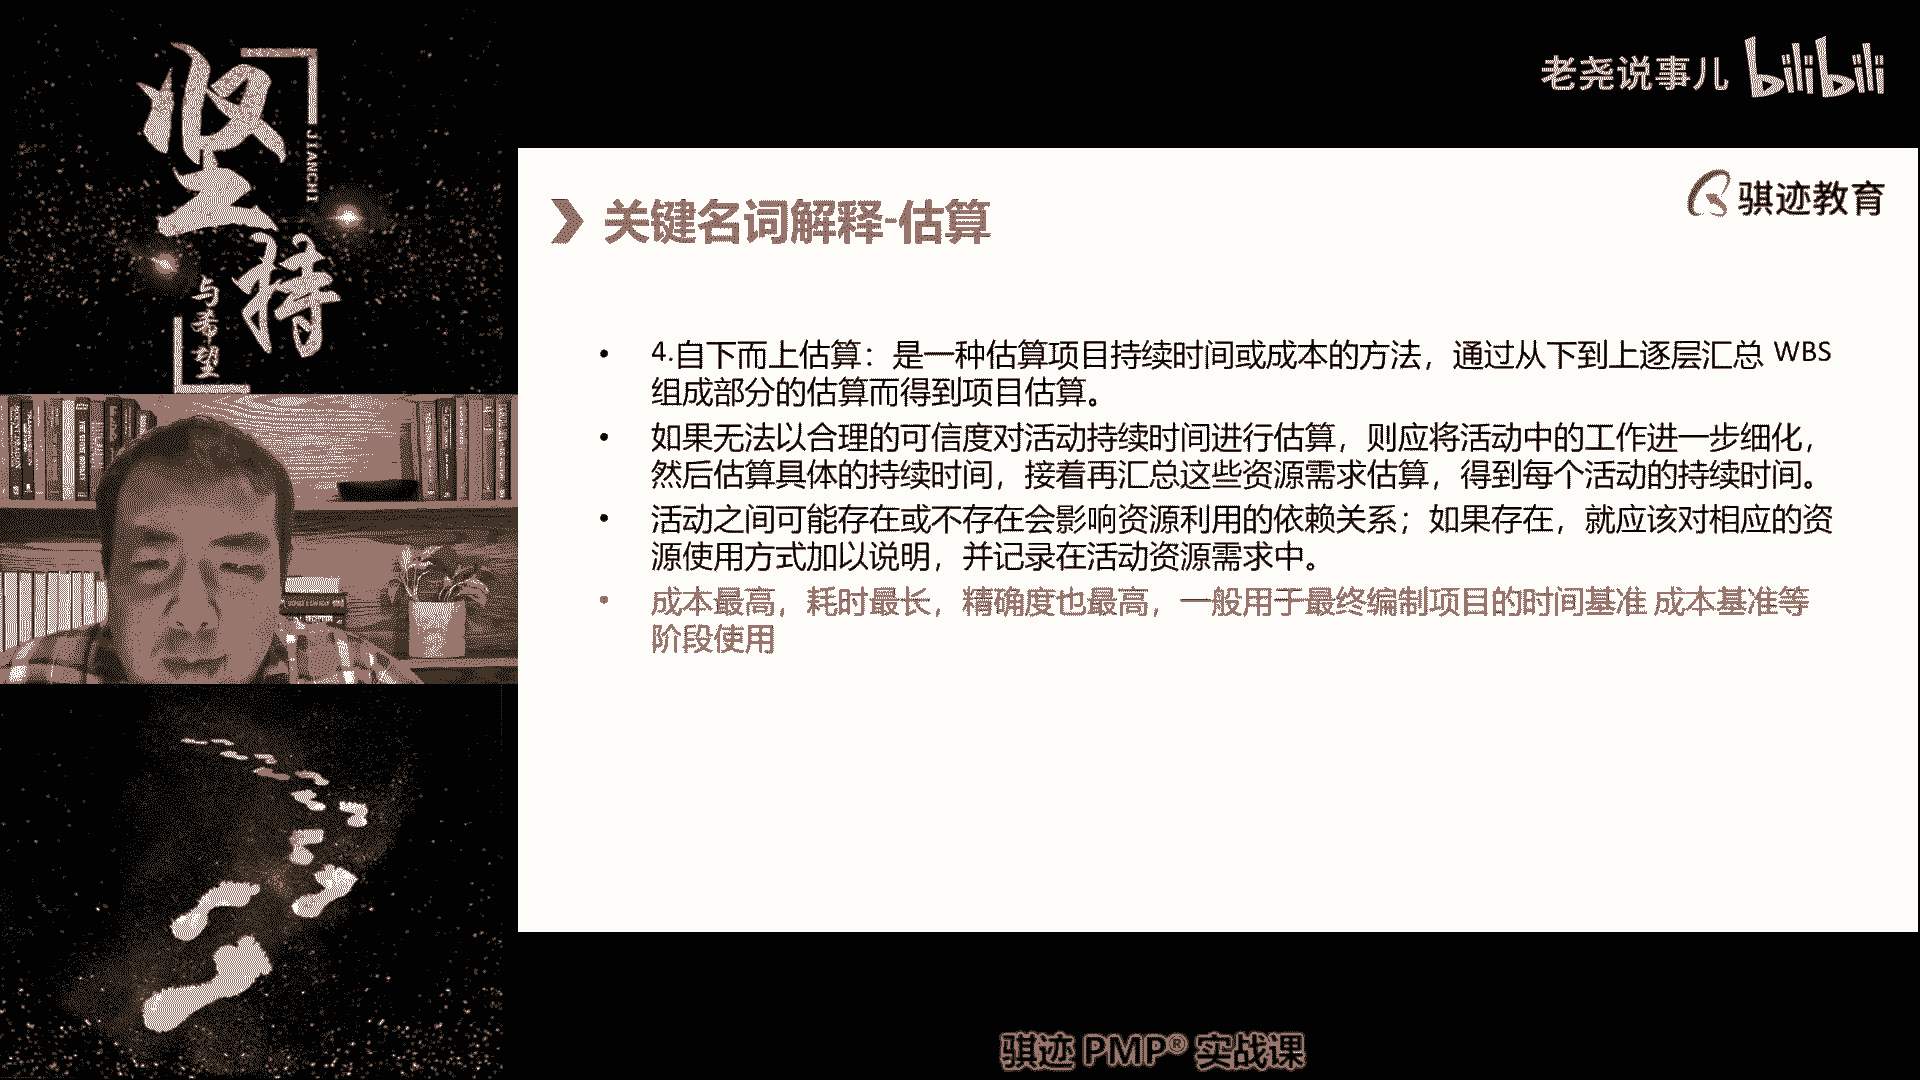 坚持
JIANCHI
与希望
老尧说事儿 bilibili
骐迹教育
关键名词解释-估算
• 4.自下而上估算：是一种估算项目持续时间或成本的方法，通过从下到上逐层汇总 WBS
组成部分的估算而得到项目估算。
• 如果无法以合理的可信度对活动持续时间进行估算，则应将活动中的工作进一步细化，
然后估算具体的持续时间，接着再汇总这些资源需求估算，得到每个活动的持续时间。
• 活动之间可能存在或不存在会影响资源利用的依赖关系；如果存在，就应该对相应的资
源使用方式加以说明，并记录在活动资源需求中。
• 成本最高，耗时最长，精确度也最高，一般用于最终编制项目的时间基准 成本基准等
阶段使用
骐迹 PMP® 实战课